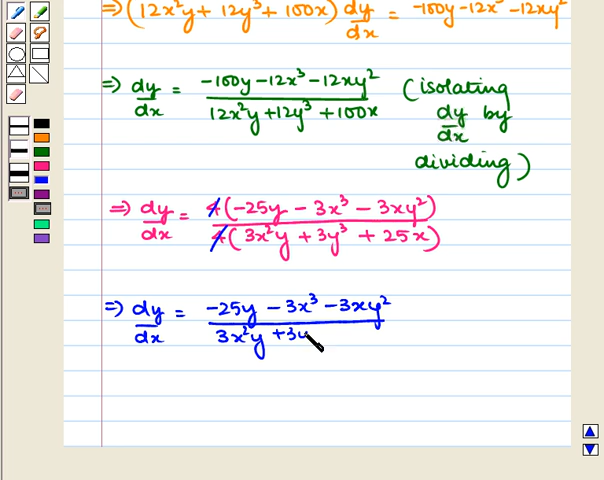 ⇒ (12x²y + 12y³ + 100x) dy/dx = -100y - 12x³ - 12xy²
⇒ dy/dx = (-100y - 12x³ - 12xy²)/(12x²y + 12y³ + 100x) (isolating dy/dx by dividing)
⇒ dy/dx = 4(-25y - 3x³ - 3xy²)/4(3x²y + 3y³ + 25x)
⇒ dy/dx = (-25y - 3x³ - 3xy²)/(3x²y + 3y